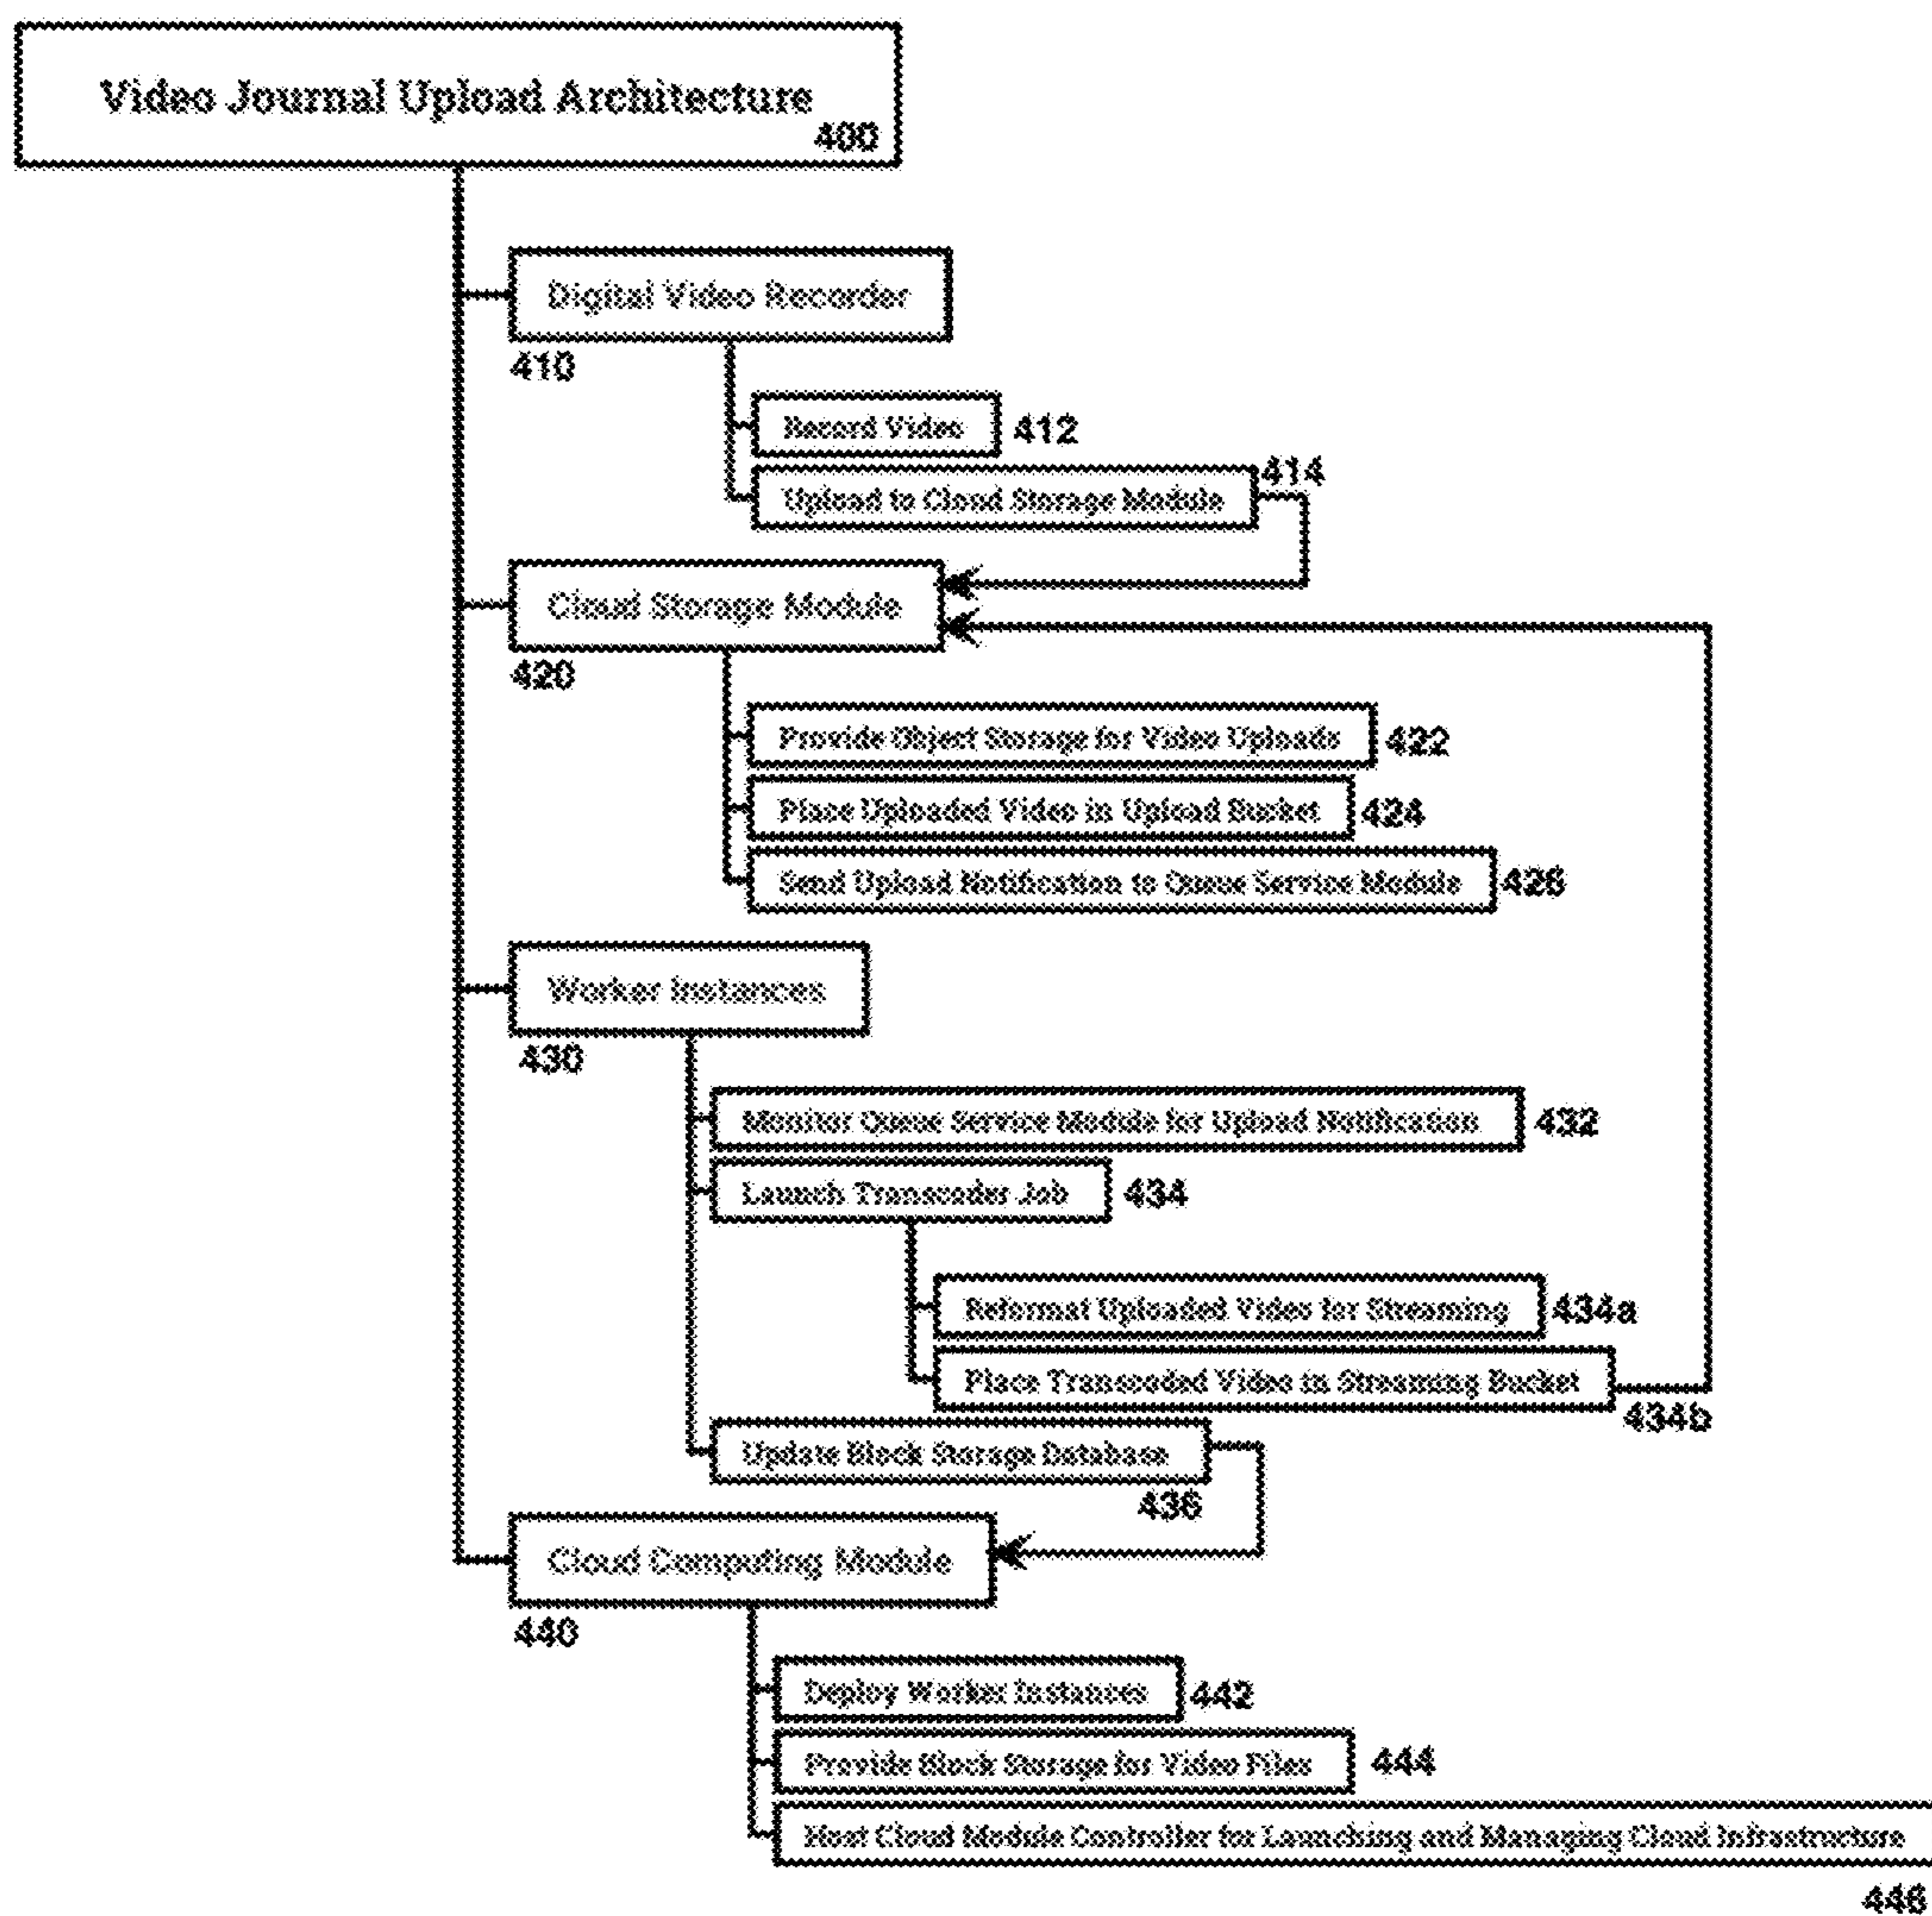 Video Journal Upload Architecture
400
Digital Video Recorder
410
Record Video 412
414
Upload to Cloud Storage Module
Cloud Storage Module
420
Provide Object Storage for Video Uploads 422
Place Uploaded Video in Upload Bucket 424
Send Upload Notification to Queue Service Module 426
Worker Instances
430
Monitor Queue Service Module for Upload Notification 432
Launch Transcoder Job 434
Reformat Uploaded Video for Streaming 434a
Place Transcoded Video in Streaming Bucket
434b
Update Block Storage Database
436
Cloud Computing Module
440
Deploy Worker Instances 442
Provide Block Storage for Video Files 444
Host Cloud Module Controller for Launching and Managing Cloud Infrastructure
446